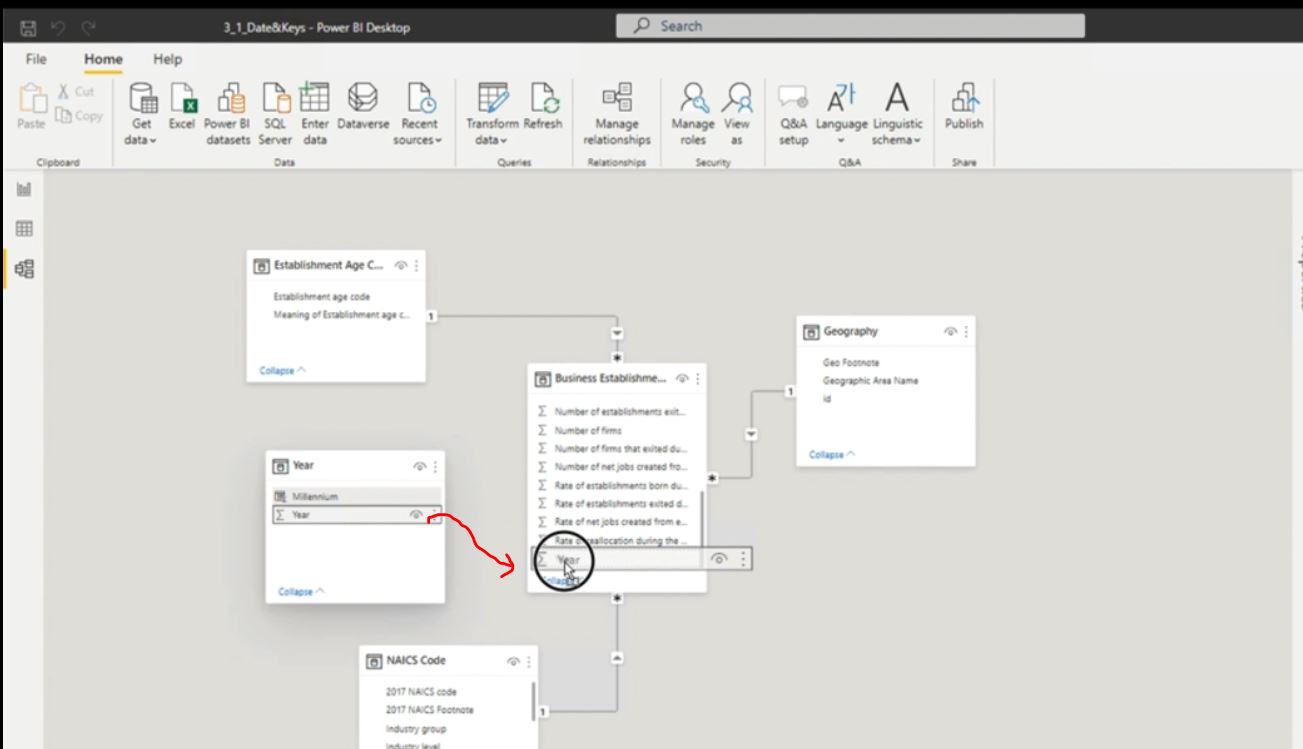 3_1_Date&Keys - Power BI Desktop
Search
File Home Help
Paste
Cut
Copy
Get data
Excel
Power BI datasets
SQL Server
Enter data
Dataverse
Recent sources
Transform data
Refresh
Manage relationships
Manage roles
View as
Q&A setup
Language
Linguistic schema
Publish
Clipboard
Data
Queries
Relationships
Security
Q&A
Share
Establishment Age C...
Establishment age code
Meaning of Establishment age c...
Collapse
1
*
Geography
Geo Footnote
Geographic Area Name
id
Collapse
1
*
Business Establishme...
Number of establishments exit...
Number of firms
Number of firms that exited du...
Number of net jobs created fro...
Rate of establishments born du...
Rate of establishments exited d...
Rate of net jobs created from e...
Rate of reallocation during the ...
Year
Collapse
*
Year
Millennium
Year
Collapse
NAICS Code
2017 NAICS code
2017 NAICS Footnote
Industry group
Industry level
1